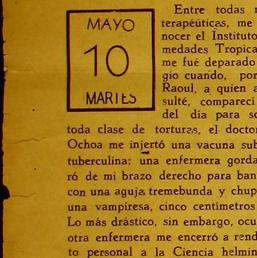 MAYO
10
MARTES
Entre todas
terapéuticas, me
nocer el Instituto
medades Tropica
me fué deparado
gio cuando, por
Raoul, a quien a
sulté, comparecí
del día para so
toda clase de torturas, el doctor
Ochoa me injertó una vacuna sub
tuberculina; una enfermera gorda
ró de mi brazo derecho para ban
con una aguja tremebunda y chup
una vampiresa, cinco centímetros
Lo más drástico, sin embargo, ocu
otra enfermera me encerró a rend
to personal a la Ciencia helmin